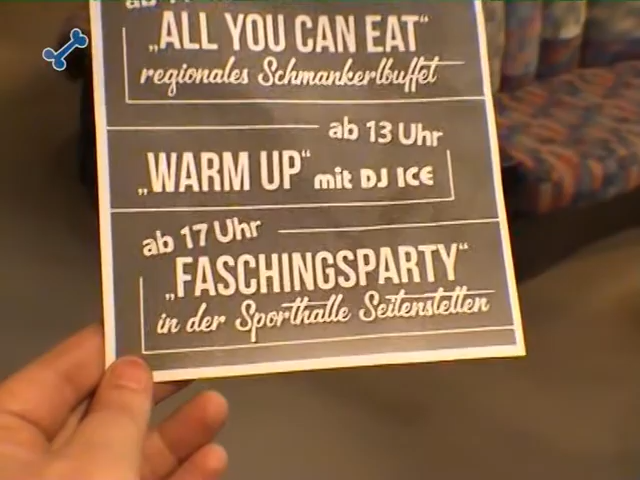 „ALL YOU CAN EAT“
regionales Schmankerlbuffet
ab 13 Uhr
„WARM UP“ mit DJ ICE
ab 17 Uhr
„FASCHINGSPARTY“
in der Sporthalle Seitenstetten